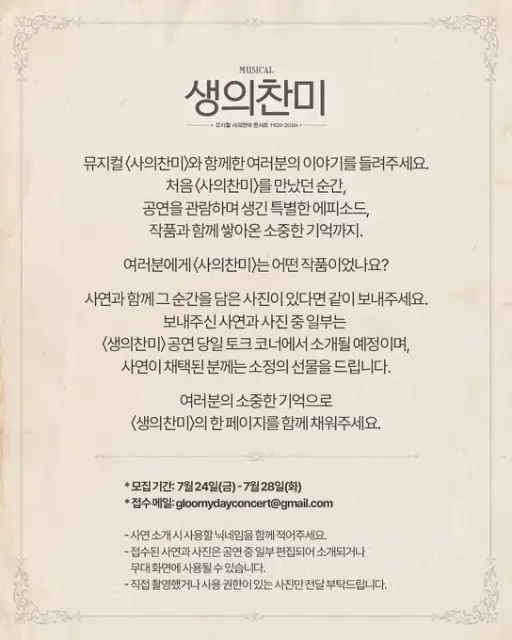 MUSICAL
생의찬미
• 뮤지컬 사의찬미 콘서트 1926-2026 •
뮤지컬 〈사의찬미〉와 함께한 여러분의 이야기를 들려주세요.
처음 〈사의찬미〉를 만났던 순간,
공연을 관람하며 생긴 특별한 에피소드,
작품과 함께 쌓아온 소중한 기억까지.
여러분에게 〈사의찬미〉는 어떤 작품이었나요?
사연과 함께 그 순간을 담은 사진이 있다면 같이 보내주세요.
보내주신 사연과 사진 중 일부는
〈생의찬미〉 공연 당일 토크 코너에서 소개될 예정이며,
사연이 채택된 분께는 소정의 선물을 드립니다.
여러분의 소중한 기억으로
〈생의찬미〉의 한 페이지를 함께 채워주세요.
* 모집 기간: 7월 24일(금) - 7월 28일(화)
* 접수 메일: gloomydayconcert@gmail.com
- 사연 소개 시 사용할 닉네임을 함께 적어주세요.
- 접수된 사연과 사진은 공연 중 일부 편집되어 소개되거나
무대 화면에 사용될 수 있습니다.
- 직접 촬영했거나 사용 권한이 있는 사진만 전달 부탁드립니다.